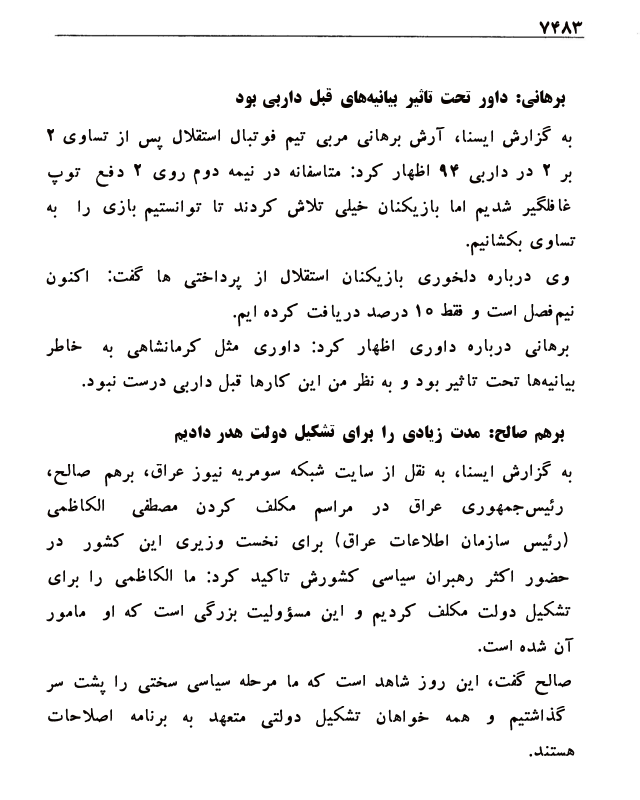 ۷۴۸۳
برهانی: داور تحت تاثیر بیانیه‌های قبل داربی بود
به گزارش ایسنا، آرش برهانی مربی تیم فوتبال استقلال پس از تساوی ۲
بر ۲ در داربی ۹۴ اظهار کرد: متاسفانه در نیمه دوم روی ۲ دفع توپ
غافلگیر شدیم اما بازیکنان خیلی تلاش کردند تا توانستیم بازی را به
تساوی بکشانیم.
وی درباره دلخوری بازیکنان استقلال از پرداختی ها گفت: اکنون
نیم‌فصل است و فقط ۱۰ درصد دریافت کرده ایم.
برهانی درباره داوری اظهار کرد: داوری مثل کرمانشاهی به خاطر
بیانیه‌ها تحت تاثیر بود و به نظر من این کارها قبل داربی درست نبود.
برهم صالح: مدت زیادی را برای تشکیل دولت هدر دادیم
به گزارش ایسنا، به نقل از سایت شبکه سومریه نیوز عراق، برهم صالح،
رئیس‌جمهوری عراق در مراسم مکلف کردن مصطفی الکاظمی
(رئیس سازمان اطلاعات عراق) برای نخست وزیری این کشور در
حضور اکثر رهبران سیاسی کشورش تاکید کرد: ما الکاظمی را برای
تشکیل دولت مکلف کردیم و این مسؤولیت بزرگی است که او مامور
آن شده است.
صالح گفت، این روز شاهد است که ما مرحله سیاسی سختی را پشت سر
گذاشتیم و همه خواهان تشکیل دولتی متعهد به برنامه اصلاحات
هستند.